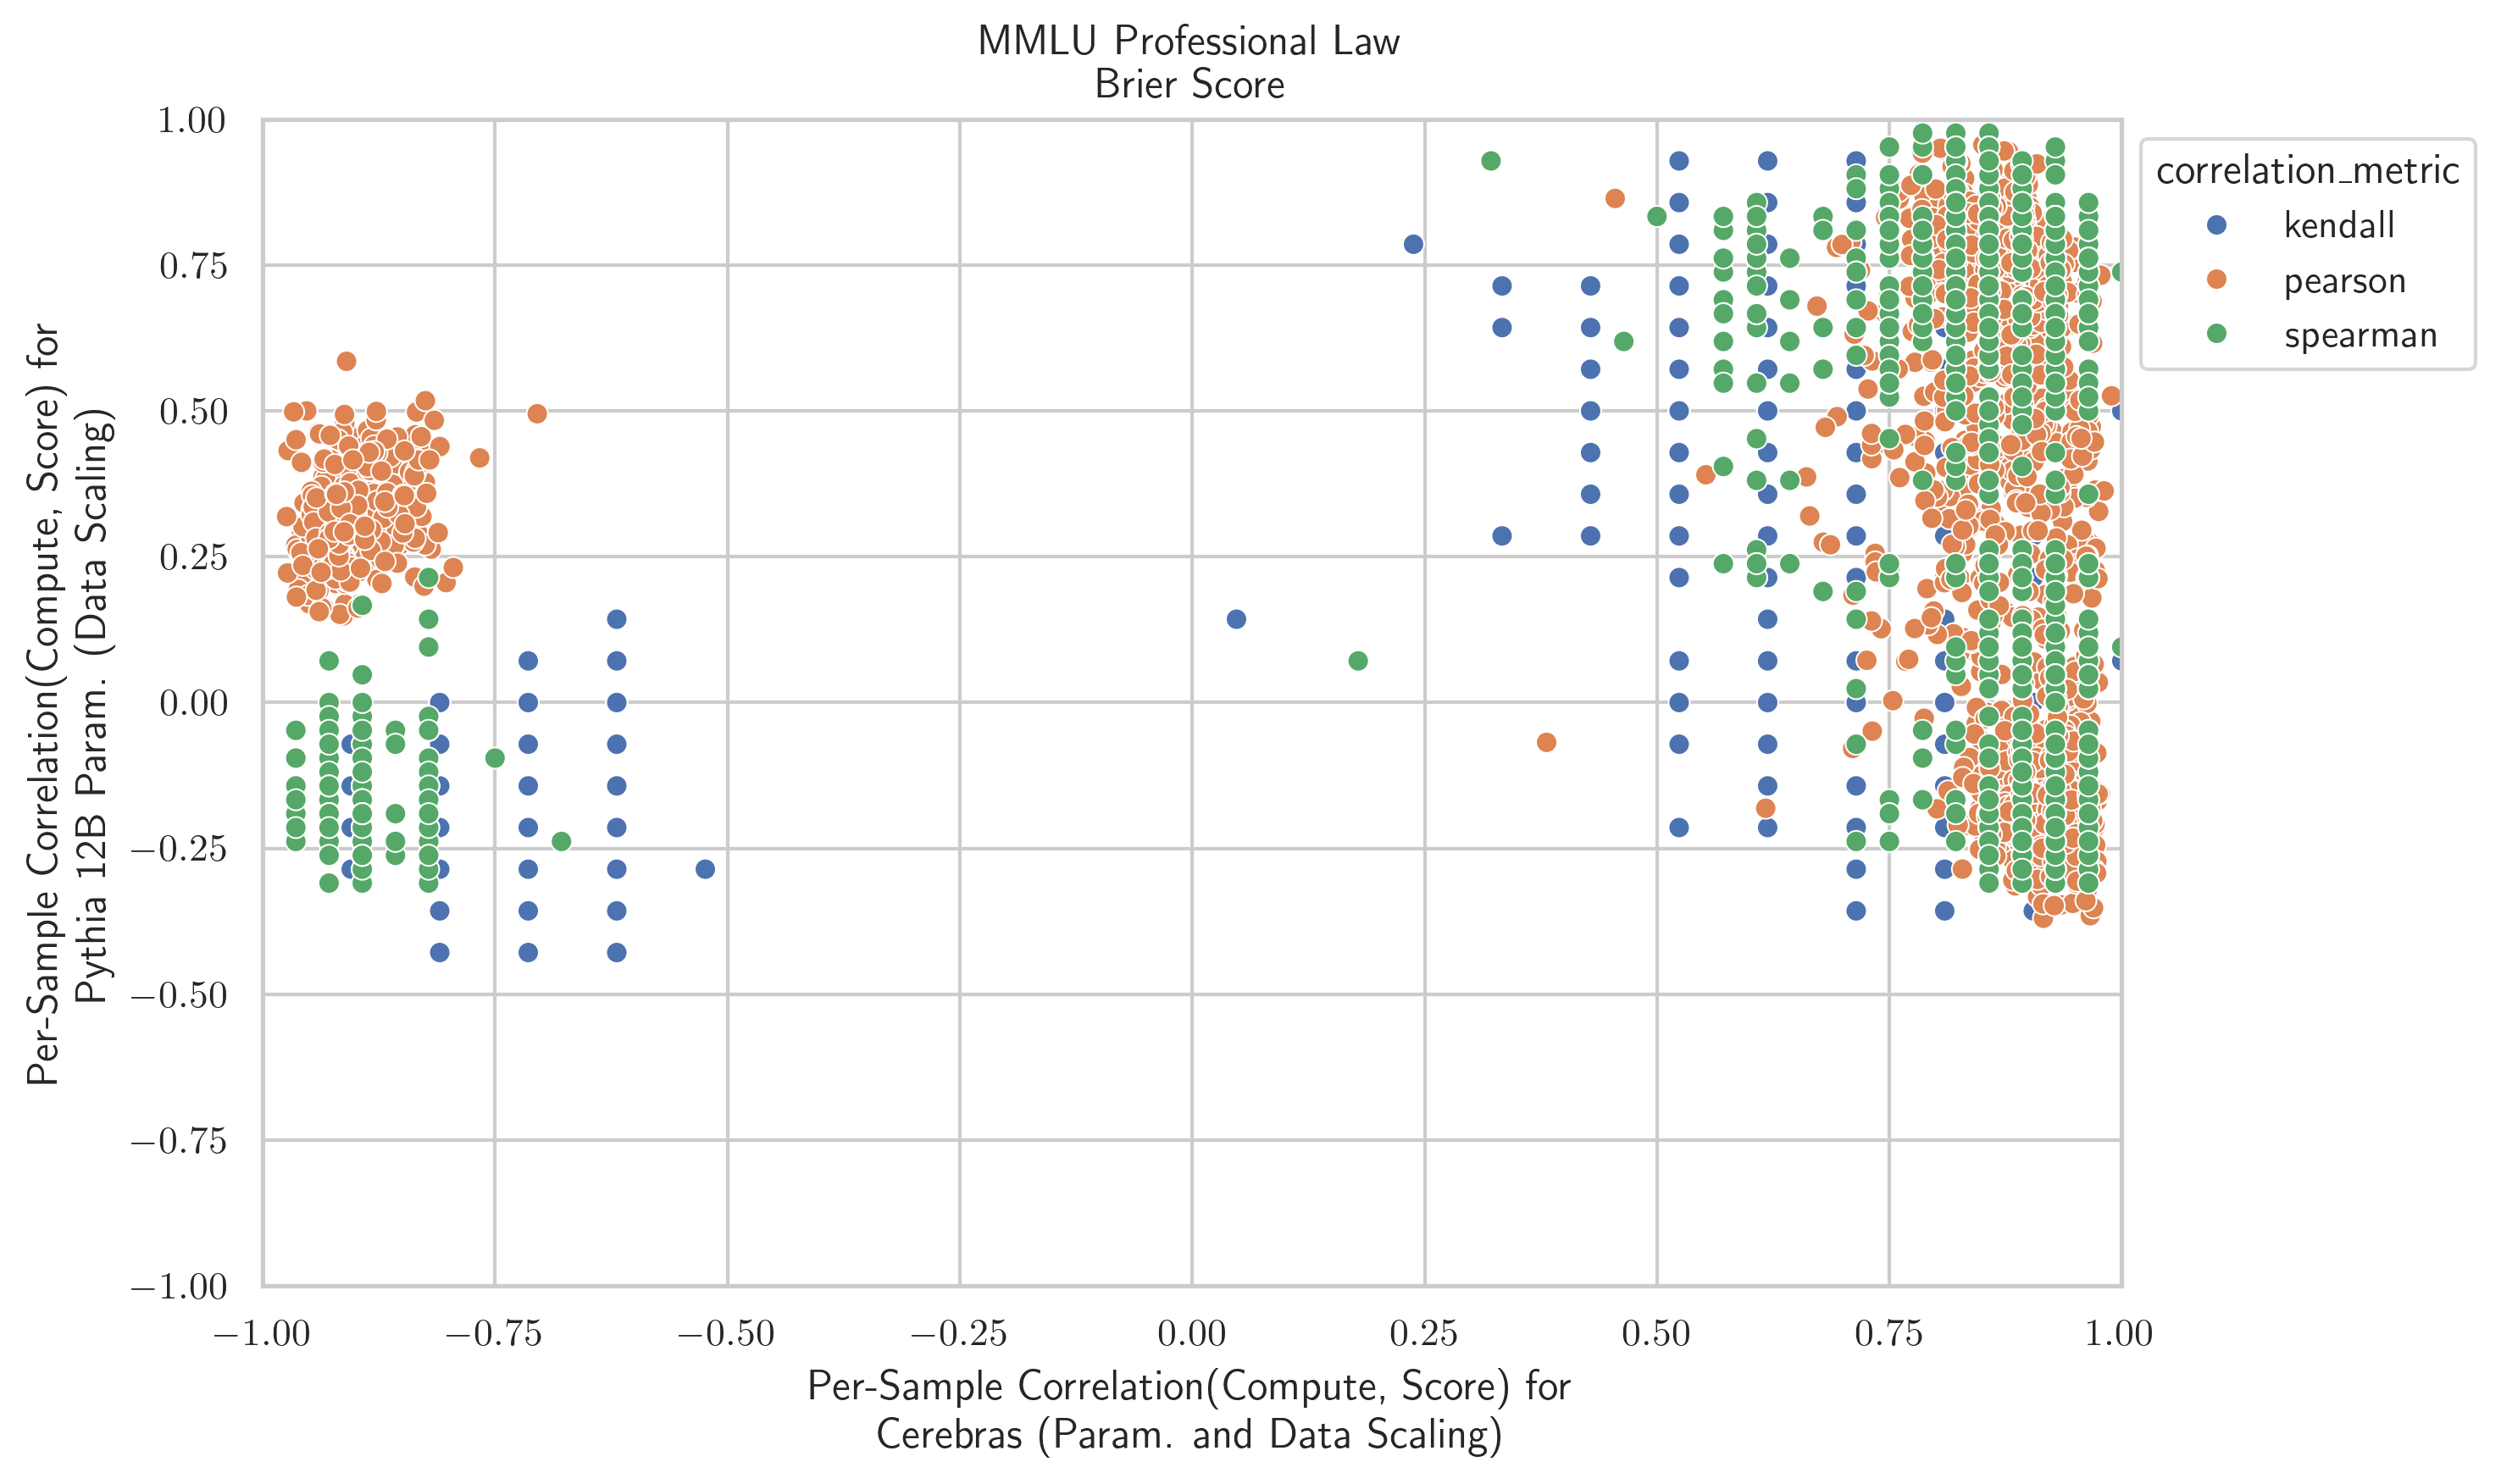 MMLU Professional Law
Brier Score
1.00
0.75
0.50
0.25
0.00
−0.25
−0.50
−0.75
−1.00
Per-Sample Correlation(Compute, Score) for
Pythia 12B Param. (Data Scaling)
−1.00
−0.75
−0.50
−0.25
0.00
0.25
0.50
0.75
1.00
Per-Sample Correlation(Compute, Score) for
Cerebras (Param. and Data Scaling)
correlation_metric
kendall
pearson
spearman